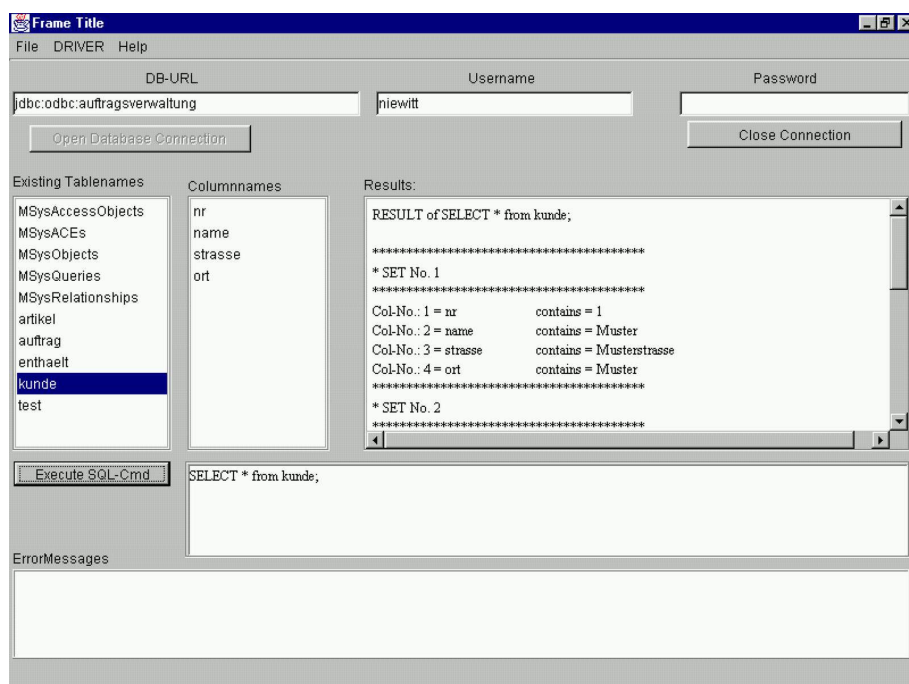 Frame Title
File DRIVER Help
DB-URL Username Password
jdbc:odbc:auftragsverwaltung niewitt
Open Database Connection Close Connection
Existing Tablenames Columnnames Results:
MSysAccessObjects
MSysACEs
MSysObjects
MSysQueries
MSysRelationships
artikel
auftrag
enthaelt
kunde
test
nr
name
strasse
ort
RESULT of SELECT * from kunde;
******************************************
* SET No. 1
******************************************
Col-No.: 1 = nr contains = 1
Col-No.: 2 = name contains = Muster
Col-No.: 3 = strasse contains = Musterstrasse
Col-No.: 4 = ort contains = Muster
******************************************
* SET No. 2
******************************************
Execute SQL-Cmd SELECT * from kunde;
ErrorMessages